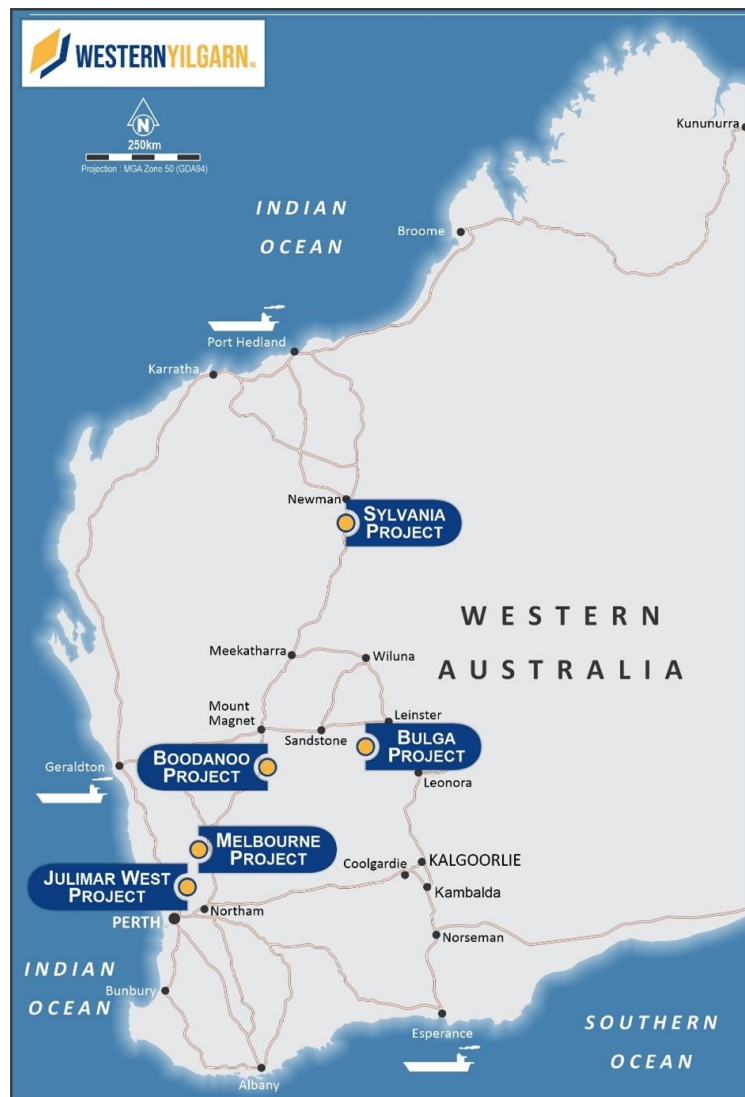 WESTERNYILGARN NL
N
250km
Projection : MGA Zone 50 (GDA94)
Kununurra
INDIAN
OCEAN
Broome
Port Hedland
Karratha
Newman
SYLVANIA
PROJECT
WESTERN
AUSTRALIA
Meekatharra
Wiluna
Mount
Magnet
Leinster
Sandstone
BULGA
PROJECT
BOODANOO
PROJECT
Geraldton
Leonora
MELBOURNE
PROJECT
KALGOORLIE
Coolgardie
JULIMAR WEST
PROJECT
Kambalda
Northam
PERTH
Norseman
INDIAN
OCEAN
Bunbury
Esperance
SOUTHERN
OCEAN
Albany